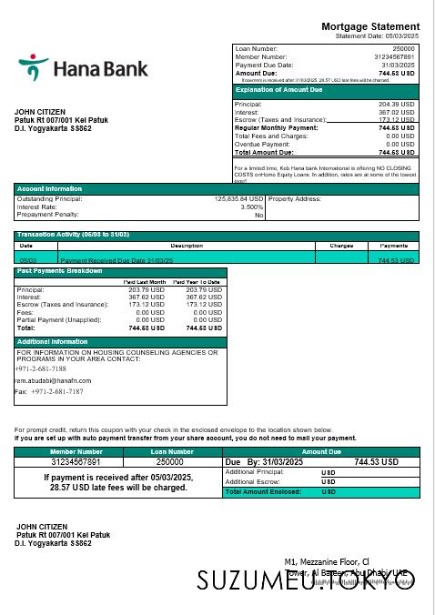 Mortgage Statement
Statement Date: 05/03/2025
Hana Bank
Loan Number: 250000
Member Number: 31234567891
Payment Due Date: 31/03/2025
Amount Due: 744.53 USD
If payment is received after 31/03/2025 28.57 USD late fees will be charged.
JOHN CITIZEN
Patuk Rt 007/001 Kel Patuk
D.I. Yogyakarta 55862
Explanation of Amount Due
Principal: 204.39 USD
Interest: 367.02 USD
Escrow (Taxes and Insurance): 173.12 USD
Regular Monthly Payment: 744.53 USD
Total Fees and Charges: 0.00 USD
Overdue Payment: 0.00 USD
Total Amount Due: 744.53 USD
For a limited time, Keb Hana bank International is offering NO CLOSING
COSTS on Home Equity Loans. In addition, rates are at some of the lowest
Account Information
Outstanding Principal: 125,635.84 USD
Property Address:
Interest Rate: 3.500%
Prepayment Penalty: No
Transaction Activity (05/03 to 31/03)
Date Description Charges Payments
05/03 Payment Received Due Date 31/03/25 744.53 USD
Past Payments Breakdown
Paid Last Month Paid Year To Date
Principal: 203.79 USD 203.79 USD
Interest: 367.62 USD 367.62 USD
Escrow (Taxes and Insurance): 173.12 USD 173.12 USD
Fees: 0.00 USD 0.00 USD
Partial Payment (Unapplied): 0.00 USD 0.00 USD
Total: 744.53 USD 744.53 USD
Additional Information
FOR INFORMATION ON HOUSING COUNSELING AGENCIES OR
PROGRAMS IN YOUR AREA CONTACT:
+971-2-681-7188
ram.abudabi@hanafn.com
Fax: +971-2-681-7187
For prompt credit, return this coupon with your check in the enclosed envelope to the location shown below.
If you are set up with auto payment transfer from your share account, you do not need to mail your payment.
Member Number Loan Number Amount Due
31234567891 250000 Due By: 31/03/2025 744.53 USD
If payment is received after 05/03/2025,
28.57 USD late fees will be charged.
Additional Principal: USD
Additional Escrow: USD
Total Amount Enclosed: USD
JOHN CITIZEN
Patuk Rt 007/001 Kel Patuk
D.I. Yogyakarta 55862
M1, Mezzanine Floor, Ci
Tower, Al Bateen, Abu Dhabi, UAE
SUZUMEU.TOKYO